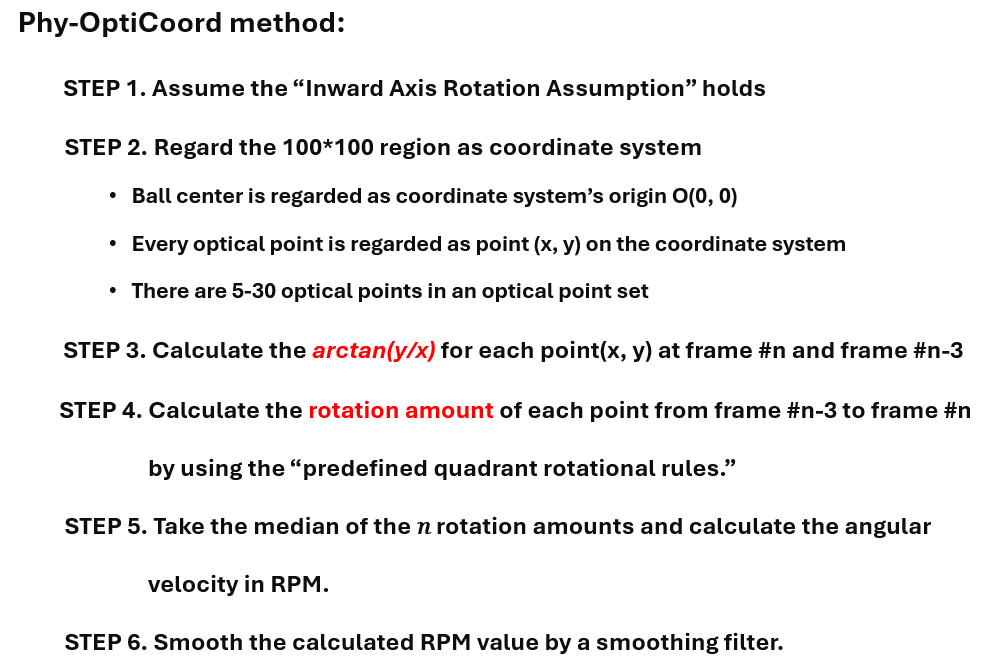 Phy-OptiCoord method:
STEP 1. Assume the “Inward Axis Rotation Assumption” holds
STEP 2. Regard the 100*100 region as coordinate system
• Ball center is regarded as coordinate system’s origin O(0, 0)
• Every optical point is regarded as point (x, y) on the coordinate system
• There are 5-30 optical points in an optical point set
STEP 3. Calculate the arctan(y/x) for each point(x, y) at frame #n and frame #n-3
STEP 4. Calculate the rotation amount of each point from frame #n-3 to frame #n
by using the “predefined quadrant rotational rules.”
STEP 5. Take the median of the n rotation amounts and calculate the angular
velocity in RPM.
STEP 6. Smooth the calculated RPM value by a smoothing filter.